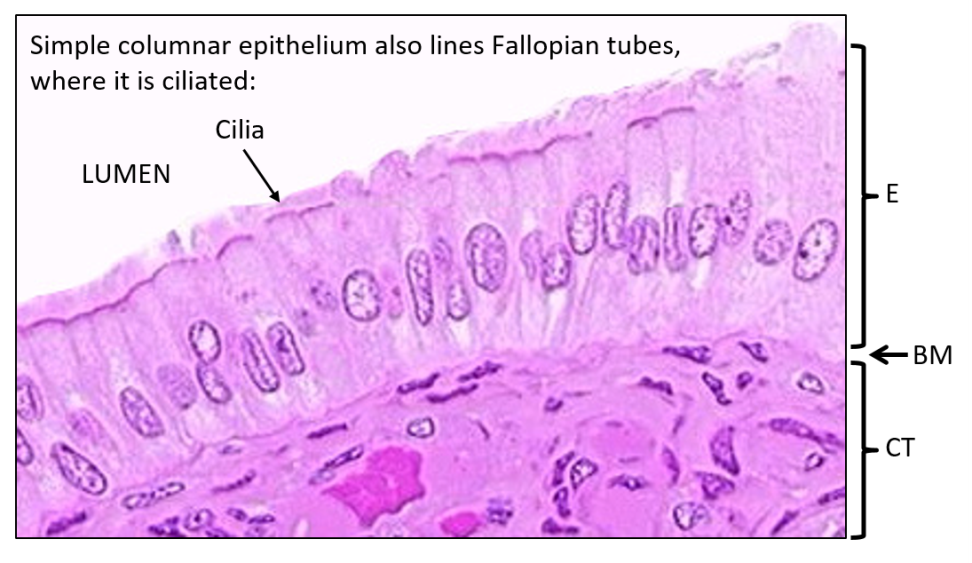 Simple columnar epithelium also lines Fallopian tubes,
where it is ciliated:
Cilia
LUMEN
E
BM
CT